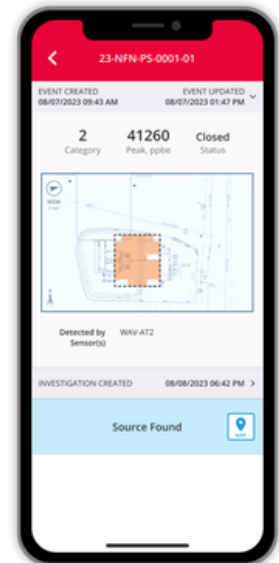 23-NFN-PS-0001-01
EVENT CREATED EVENT UPDATED
08/07/2023 09:43 AM 08/07/2023 01:47 PM
2 41260 Closed
Category Peak, ppbe Status
WSW
Detected by WAV-AT2
Sensor(s)
INVESTIGATION CREATED 08/08/2023 06:42 PM
Source Found
MAP